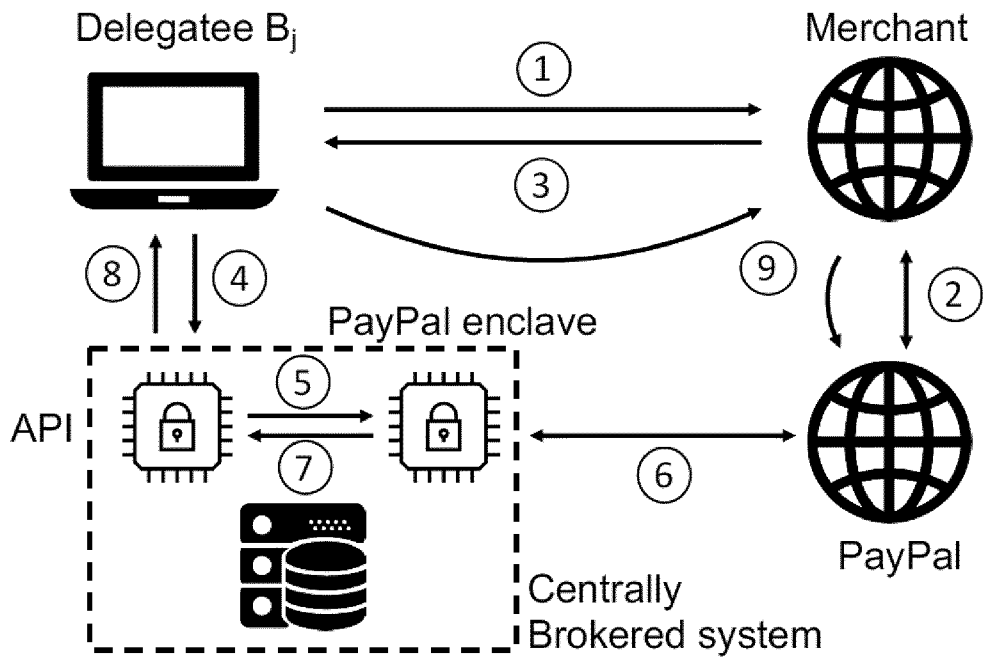 Delegatee Bj
Merchant
1
3
8
4
9
2
PayPal enclave
API
5
7
6
PayPal
Centrally
Brokered system